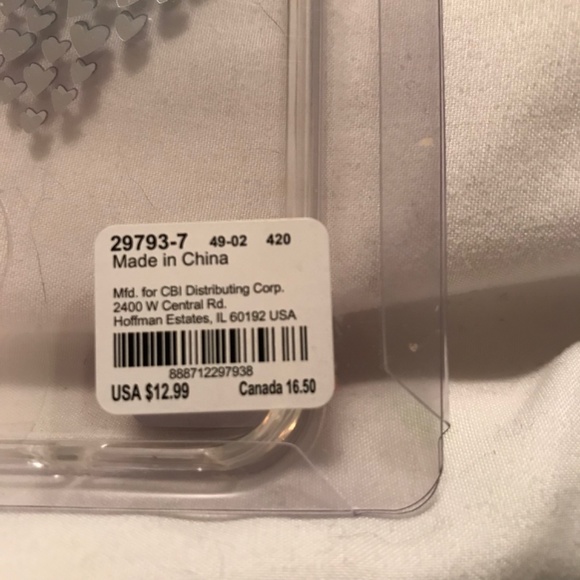 29793-7 49-02 420
Made in China
Mfd. for CBI Distributing Corp.
2400 W Central Rd.
Hoffman Estates, IL 60192 USA
888712297938
USA $12.99 Canada 16.50